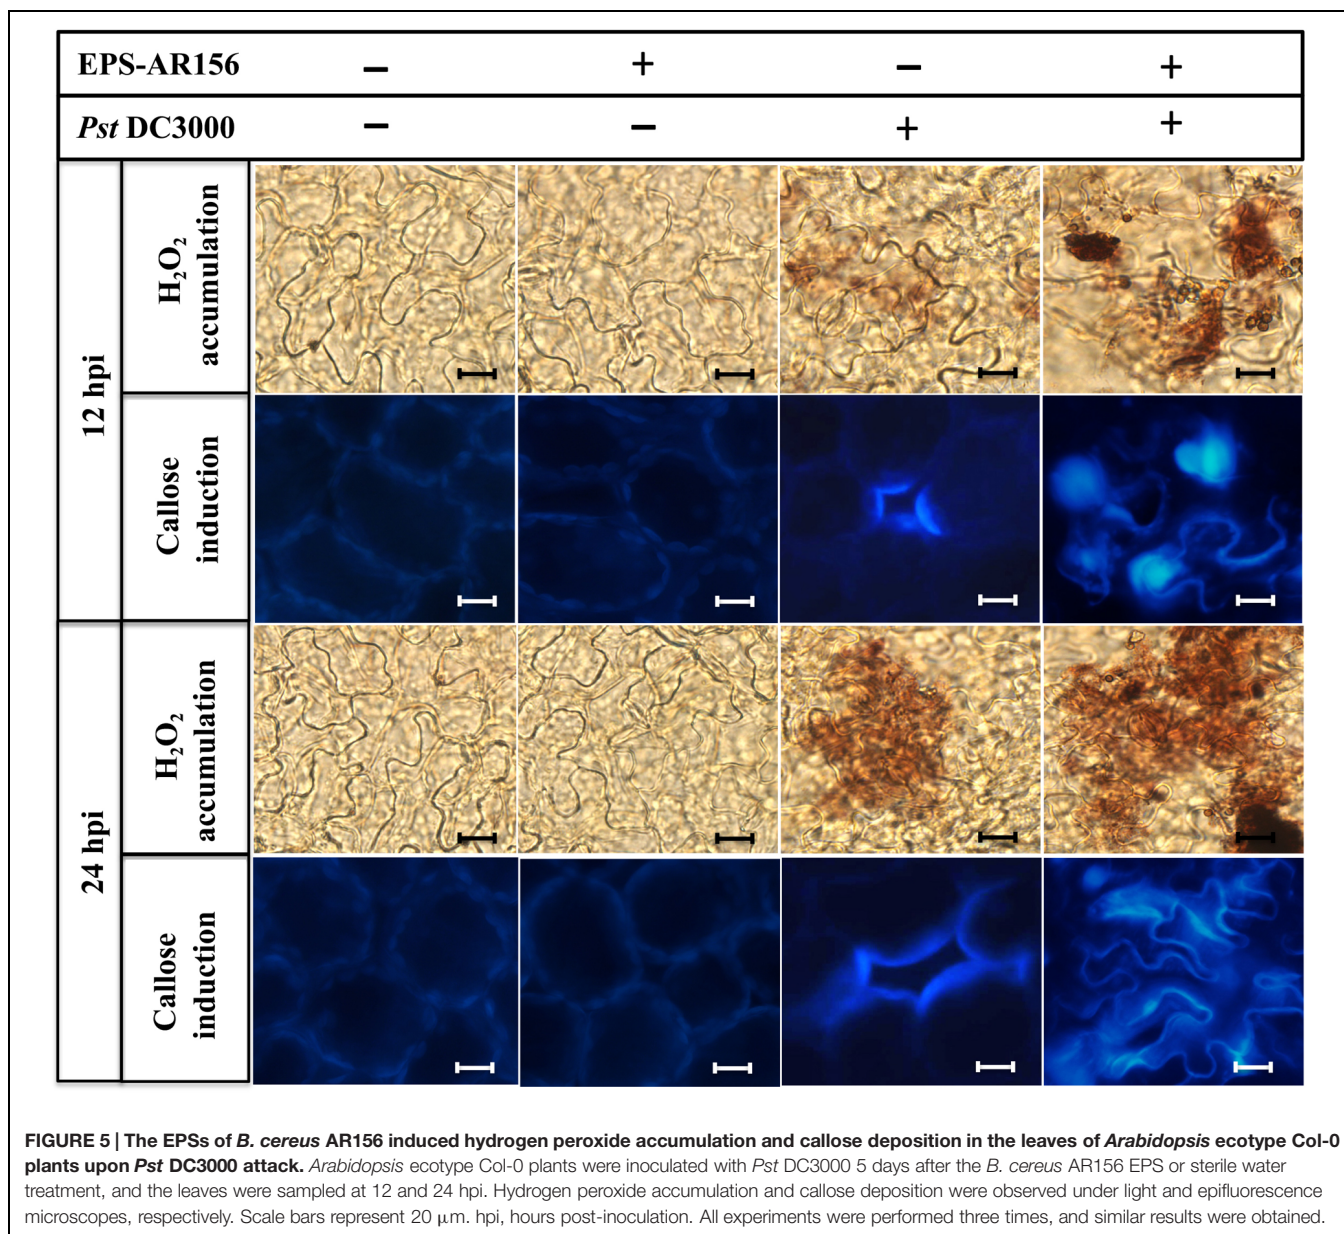 EPS-AR156 – + – +
Pst DC3000 – – + +
12 hpi
H₂O₂
accumulation
Callose
induction
24 hpi
H₂O₂
accumulation
Callose
induction
FIGURE 5 | The EPSs of B. cereus AR156 induced hydrogen peroxide accumulation and callose deposition in the leaves of Arabidopsis ecotype Col-0
plants upon Pst DC3000 attack. Arabidopsis ecotype Col-0 plants were inoculated with Pst DC3000 5 days after the B. cereus AR156 EPS or sterile water
treatment, and the leaves were sampled at 12 and 24 hpi. Hydrogen peroxide accumulation and callose deposition were observed under light and epifluorescence
microscopes, respectively. Scale bars represent 20 μm. hpi, hours post-inoculation. All experiments were performed three times, and similar results were obtained.